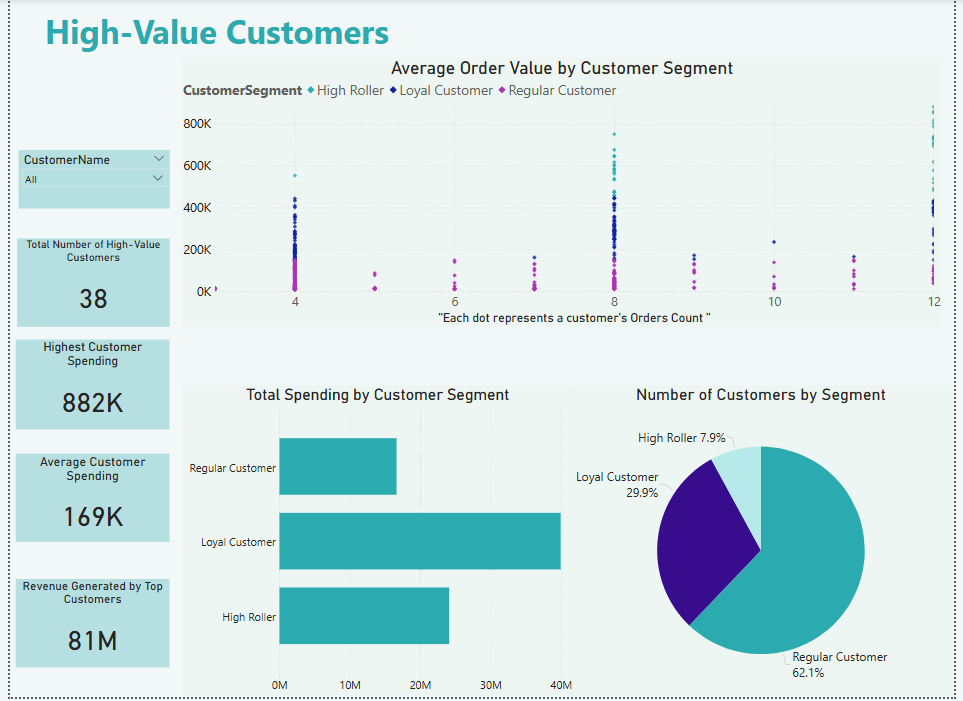 High-Value Customers
Average Order Value by Customer Segment
CustomerSegment High Roller Loyal Customer Regular Customer
800K
600K
400K
200K
0K
4 6 8 10 12
"Each dot represents a customer's Orders Count "
CustomerName
All
Total Number of High-Value
Customers
38
Highest Customer
Spending
882K
Average Customer
Spending
169K
Revenue Generated by Top
Customers
81M
Total Spending by Customer Segment
Regular Customer
Loyal Customer
High Roller
0M 10M 20M 30M 40M
Number of Customers by Segment
High Roller 7.9%
Loyal Customer
29.9%
Regular Customer
62.1%